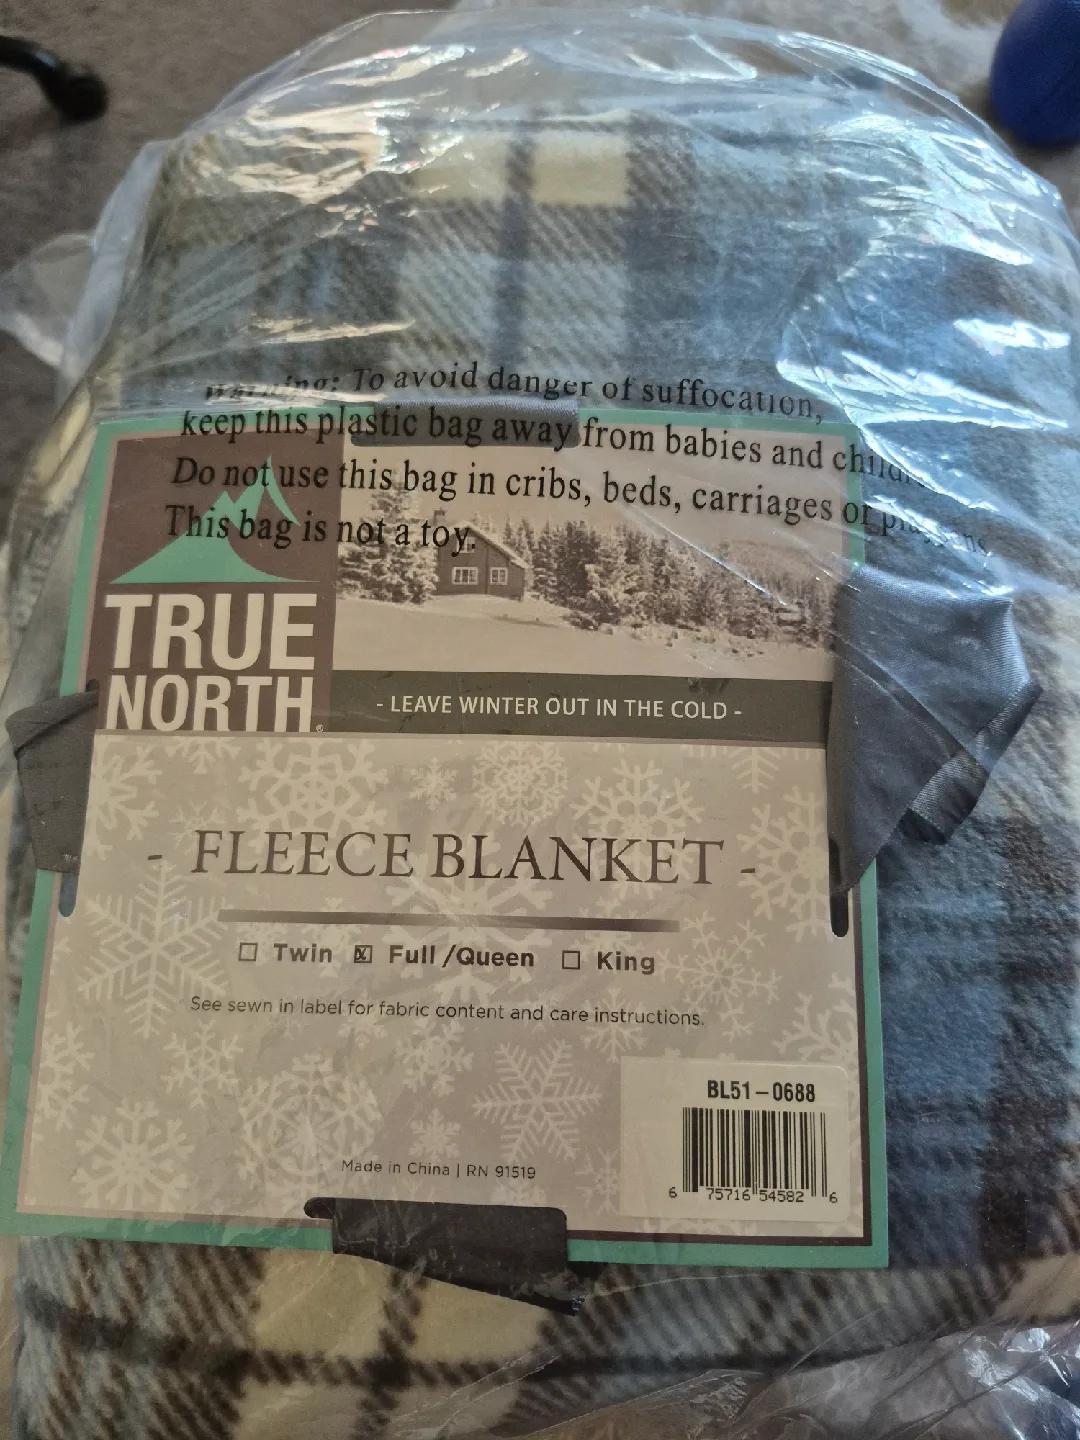 Warning: To avoid danger of suffocation,
keep this plastic bag away from babies and
Do not use this bag in cribs, beds, carriages or
This bag is not a toy.
TRUE
NORTH®
- LEAVE WINTER OUT IN THE COLD -
- FLEECE BLANKET -
☐ Twin ☒ Full /Queen ☐ King
See sewn in label for fabric content and care instructions.
BL51-0688
6 75716 54582 6
Made in China | RN 91519